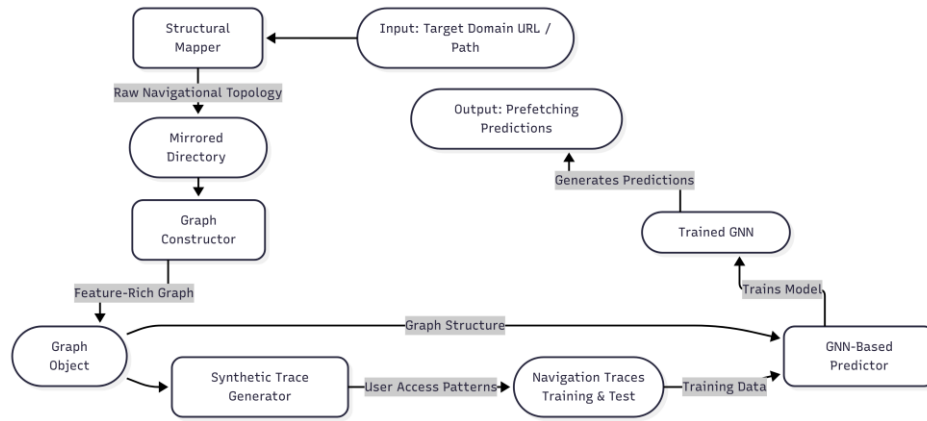 Structural
Mapper
Input: Target Domain URL /
Path
Raw Navigational Topology
Mirrored
Directory
Output: Prefetching
Predictions
Generates Predictions
Graph
Constructor
Trained GNN
Feature-Rich Graph
Trains Model
Graph Structure
Graph
Object
GNN-Based
Predictor
Synthetic Trace
Generator
User Access Patterns
Navigation Traces
Training & Test
Training Data